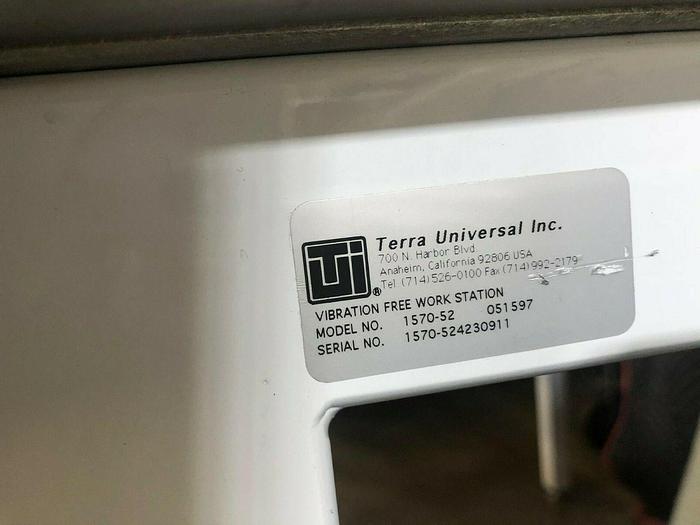 Terra Universal Inc.
700 N. Harbor Blvd.
Anaheim, California 92806 USA
Tel. (714) 526-0100 Fax (714) 992-2179
VIBRATION FREE WORK STATION
MODEL NO. 1570-52 051597
SERIAL NO. 1570-524230911